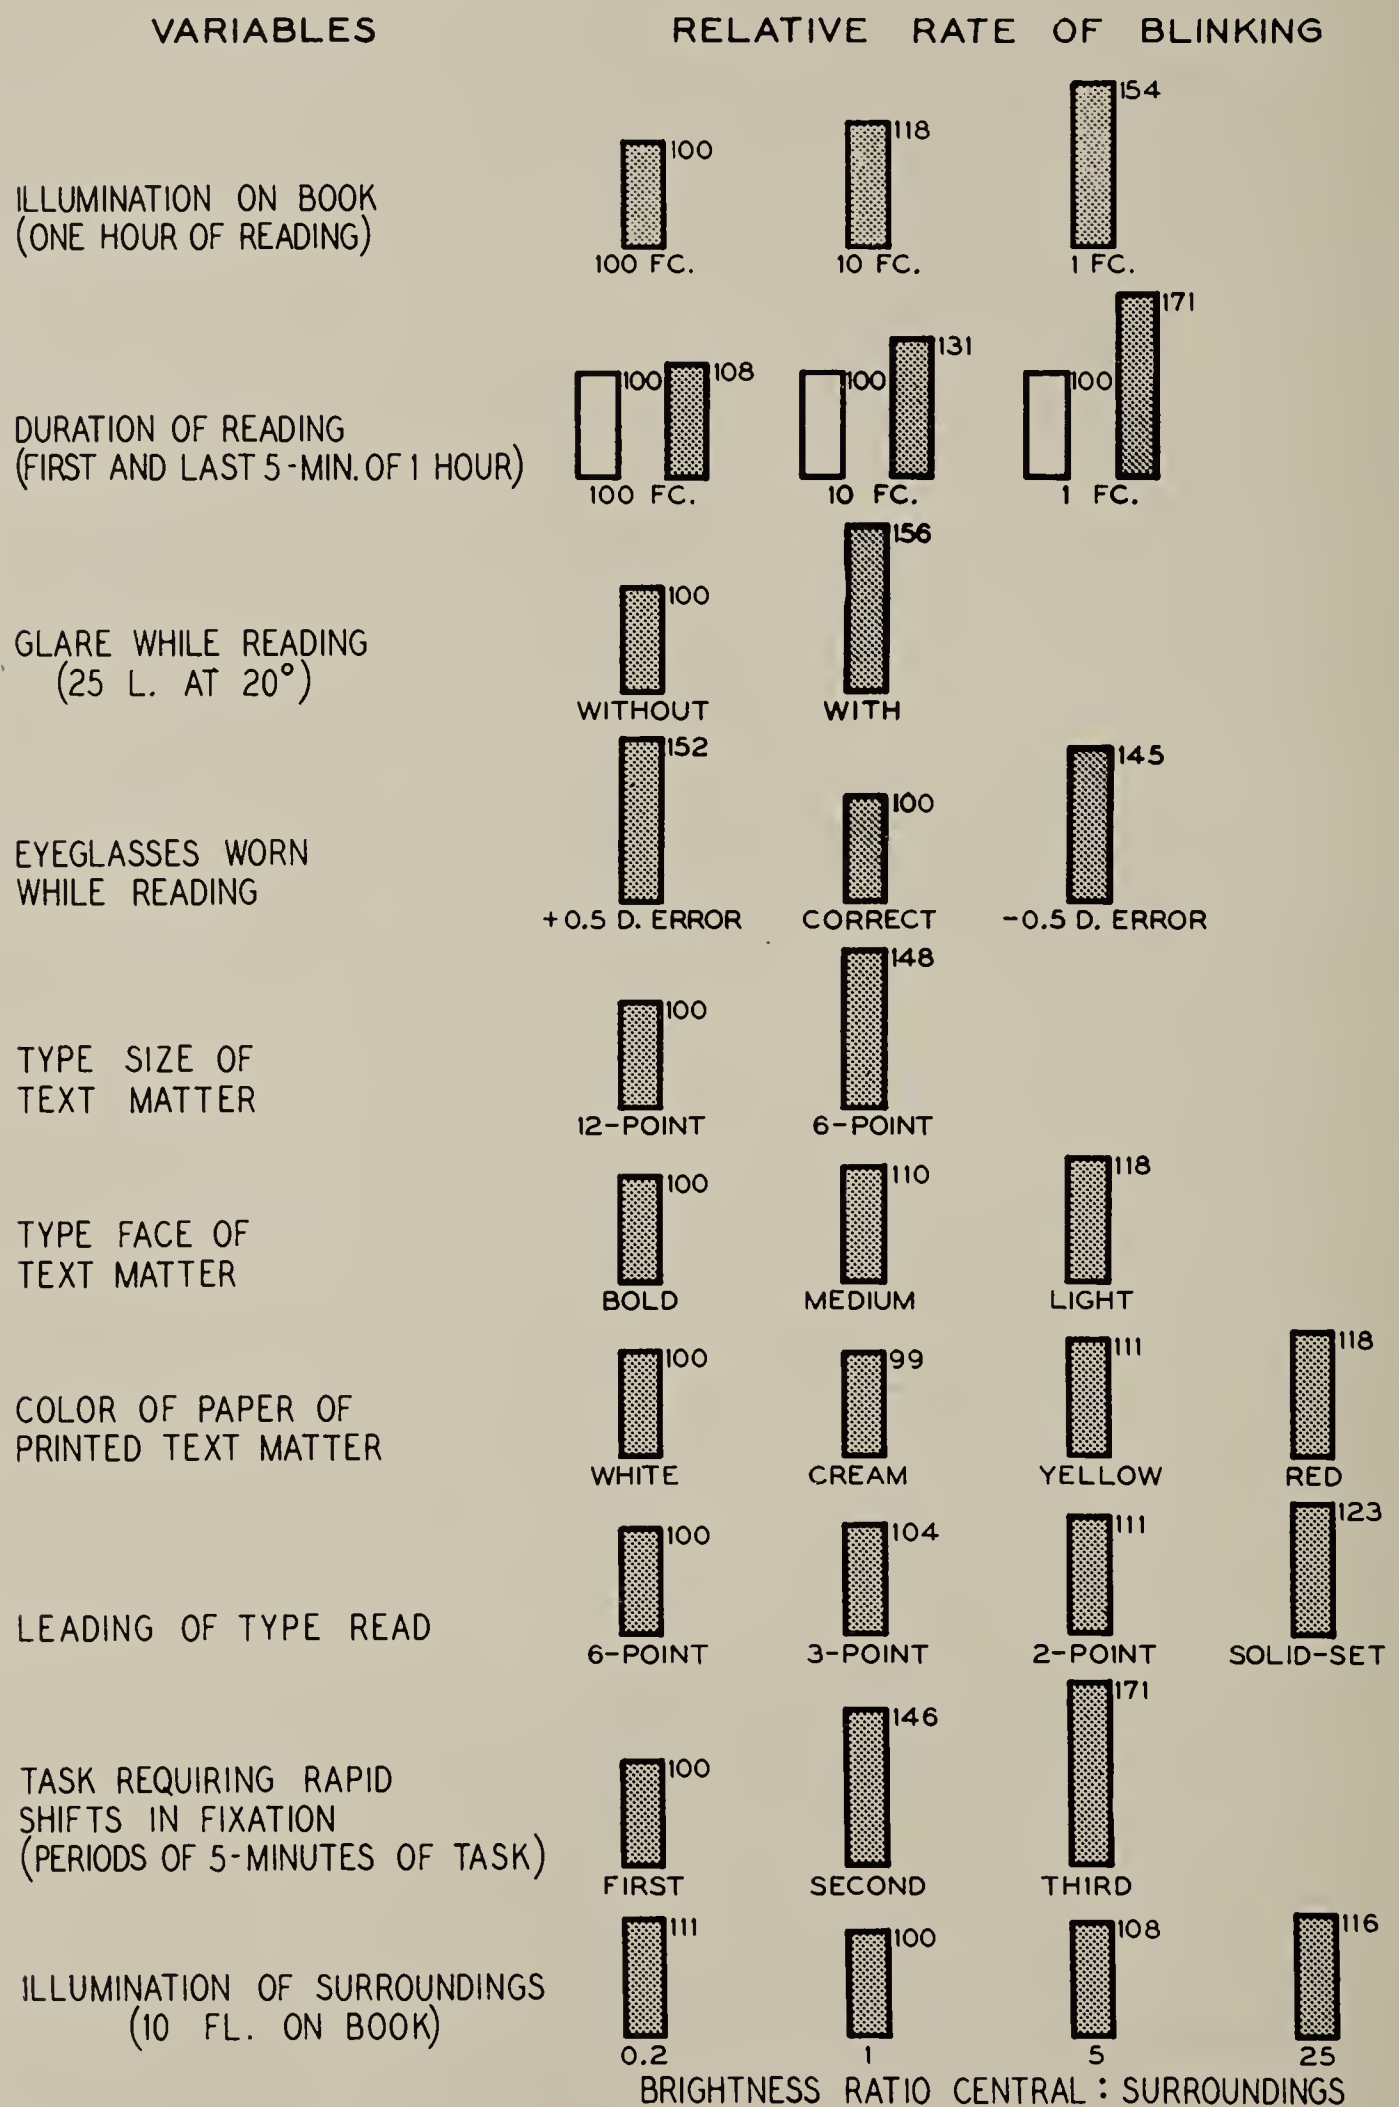 VARIABLES RELATIVE RATE OF BLINKING
ILLUMINATION ON BOOK
(ONE HOUR OF READING)
100 118 154
100 FC. 10 FC. 1 FC.
DURATION OF READING
(FIRST AND LAST 5-MIN. OF 1 HOUR)
100 108 100 131 100 171
100 FC. 10 FC. 1 FC.
GLARE WHILE READING
(25 L. AT 20°)
100 156
WITHOUT WITH
EYEGLASSES WORN
WHILE READING
152 100 145
+0.5 D. ERROR CORRECT -0.5 D. ERROR
TYPE SIZE OF
TEXT MATTER
100 148
12-POINT 6-POINT
TYPE FACE OF
TEXT MATTER
100 110 118
BOLD MEDIUM LIGHT
COLOR OF PAPER OF
PRINTED TEXT MATTER
100 99 111 118
WHITE CREAM YELLOW RED
LEADING OF TYPE READ
100 104 111 123
6-POINT 3-POINT 2-POINT SOLID-SET
TASK REQUIRING RAPID
SHIFTS IN FIXATION
(PERIODS OF 5-MINUTES OF TASK)
100 146 171
FIRST SECOND THIRD
ILLUMINATION OF SURROUNDINGS
(10 FL. ON BOOK)
111 100 108 116
0.2 1 5 25
BRIGHTNESS RATIO CENTRAL : SURROUNDINGS